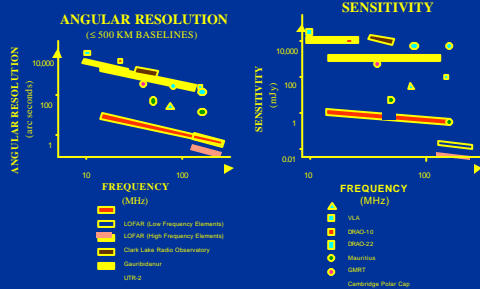 ANGULAR RESOLUTION
(≤ 500 KM BASELINES)
ANGULAR RESOLUTION
(arc seconds)
10,000
100
1
10
100
FREQUENCY
(MHz)
LOFAR (Low Frequency Elements)
LOFAR (High Frequency Elements)
Clark Lake Radio Observatory
Gauribidanur
UTR-2
SENSITIVITY
SENSITIVITY
(mJy)
10,000
100
1
0.01
10
100
FREQUENCY
(MHz)
VLA
DRAO-10
DRAO-22
Mauritius
GMRT
Cambridge Polar Cap